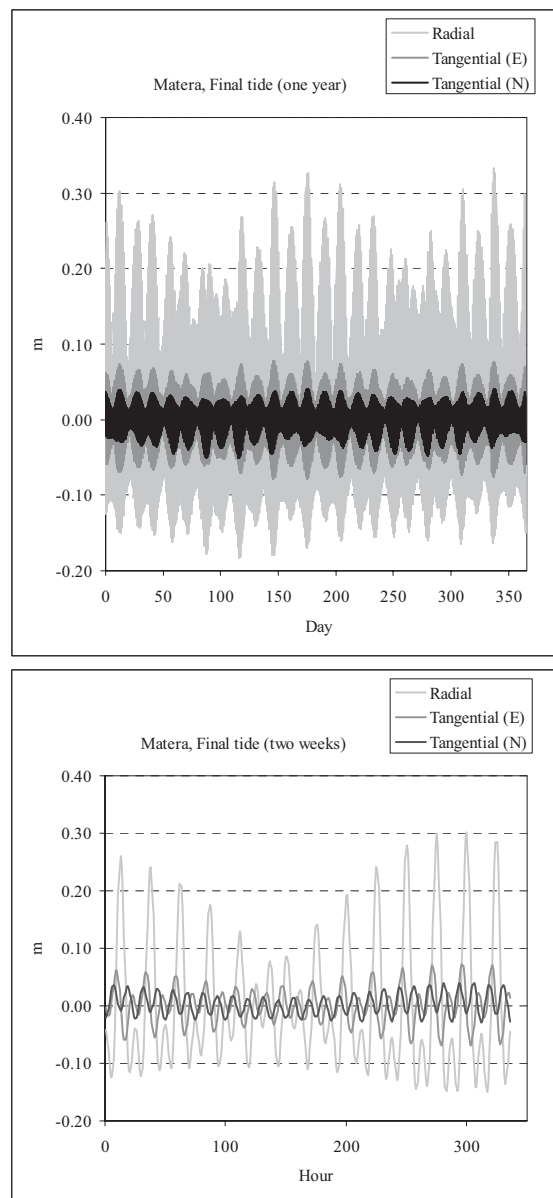 Radial
Tangential (E)
Tangential (N)
Matera, Final tide (one year)
0.40
0.30
0.20
0.10
0.00
-0.10
-0.20
m
0 50 100 150 200 250 300 350
Day
Radial
Tangential (E)
Tangential (N)
Matera, Final tide (two weeks)
0.40
0.30
0.20
0.10
0.00
-0.10
-0.20
m
0 100 200 300
Hour